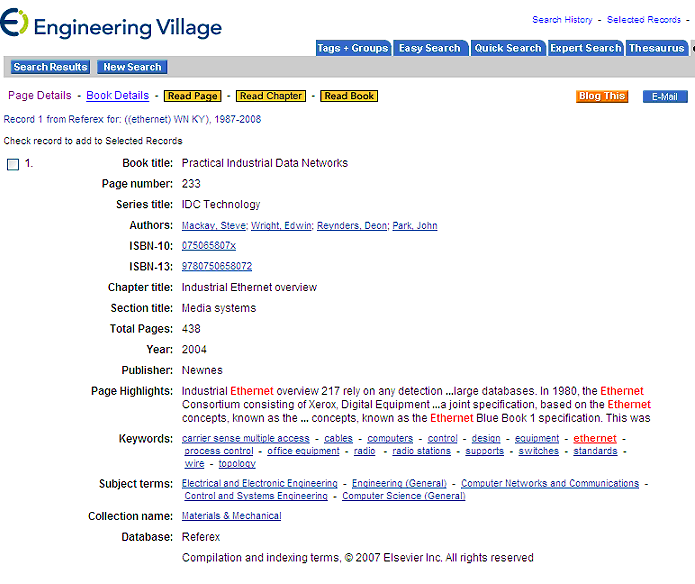 Engineering Village
Search History - Selected Records -
Tags + Groups Easy Search Quick Search Expert Search Thesaurus
Search Results New Search
Page Details - Book Details - Read Page - Read Chapter - Read Book Blog This E-Mail
Record 1 from Referex for: ((ethernet) WN KY), 1987-2008
Check record to add to Selected Records
1. Book title: Practical Industrial Data Networks
Page number: 233
Series title: IDC Technology
Authors: Mackay, Steve; Wright, Edwin; Reynders, Deon; Park, John
ISBN-10: 075065807x
ISBN-13: 9780750658072
Chapter title: Industrial Ethernet overview
Section title: Media systems
Total Pages: 438
Year: 2004
Publisher: Newnes
Page Highlights: Industrial Ethernet overview 217 rely on any detection ...large databases. In 1980, the Ethernet
Consortium consisting of Xerox, Digital Equipment ...a joint specification, based on the Ethernet
concepts, known as the ... concepts, known as the Ethernet Blue Book 1 specification. This was
Keywords: carrier sense multiple access - cables - computers - control - design - equipment - ethernet -
process control - office equipment - radio - radio stations - supports - switches - standards -
wire - topology
Subject terms: Electrical and Electronic Engineering - Engineering (General) - Computer Networks and Communications -
Control and Systems Engineering - Computer Science (General)
Collection name: Materials & Mechanical
Database: Referex
Compilation and indexing terms, © 2007 Elsevier Inc. All rights reserved